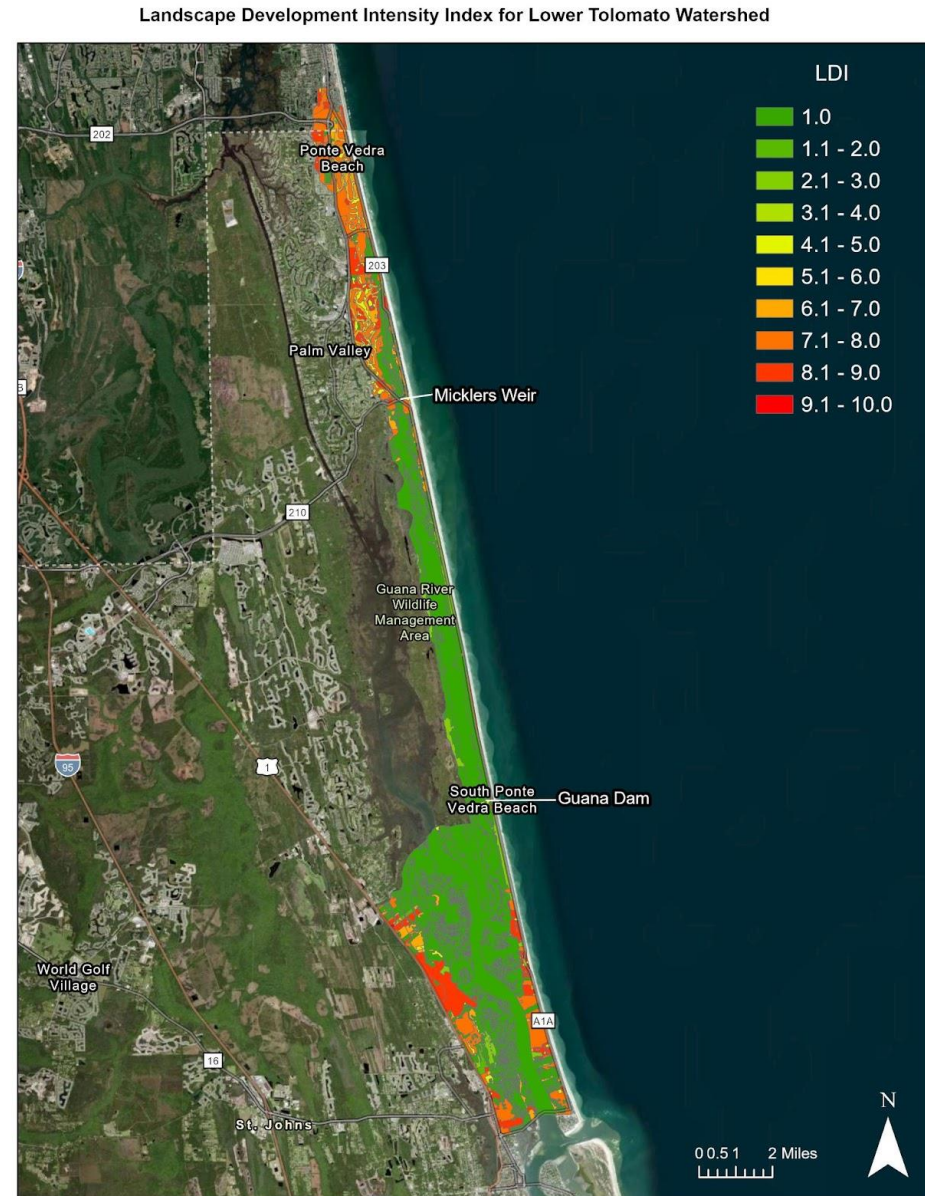 Landscape Development Intensity Index for Lower Tolomato Watershed
LDI
1.0
1.1 - 2.0
2.1 - 3.0
3.1 - 4.0
4.1 - 5.0
5.1 - 6.0
6.1 - 7.0
7.1 - 8.0
8.1 - 9.0
9.1 - 10.0
202
Ponte Vedra
Beach
203
Palm Valley
Micklers Weir
210
Guana River
Wildlife
Management
Area
95
1
South Ponte
Vedra Beach
Guana Dam
World Golf
Village
A1A
16
St. Johns
N
0 0.5 1 2 Miles